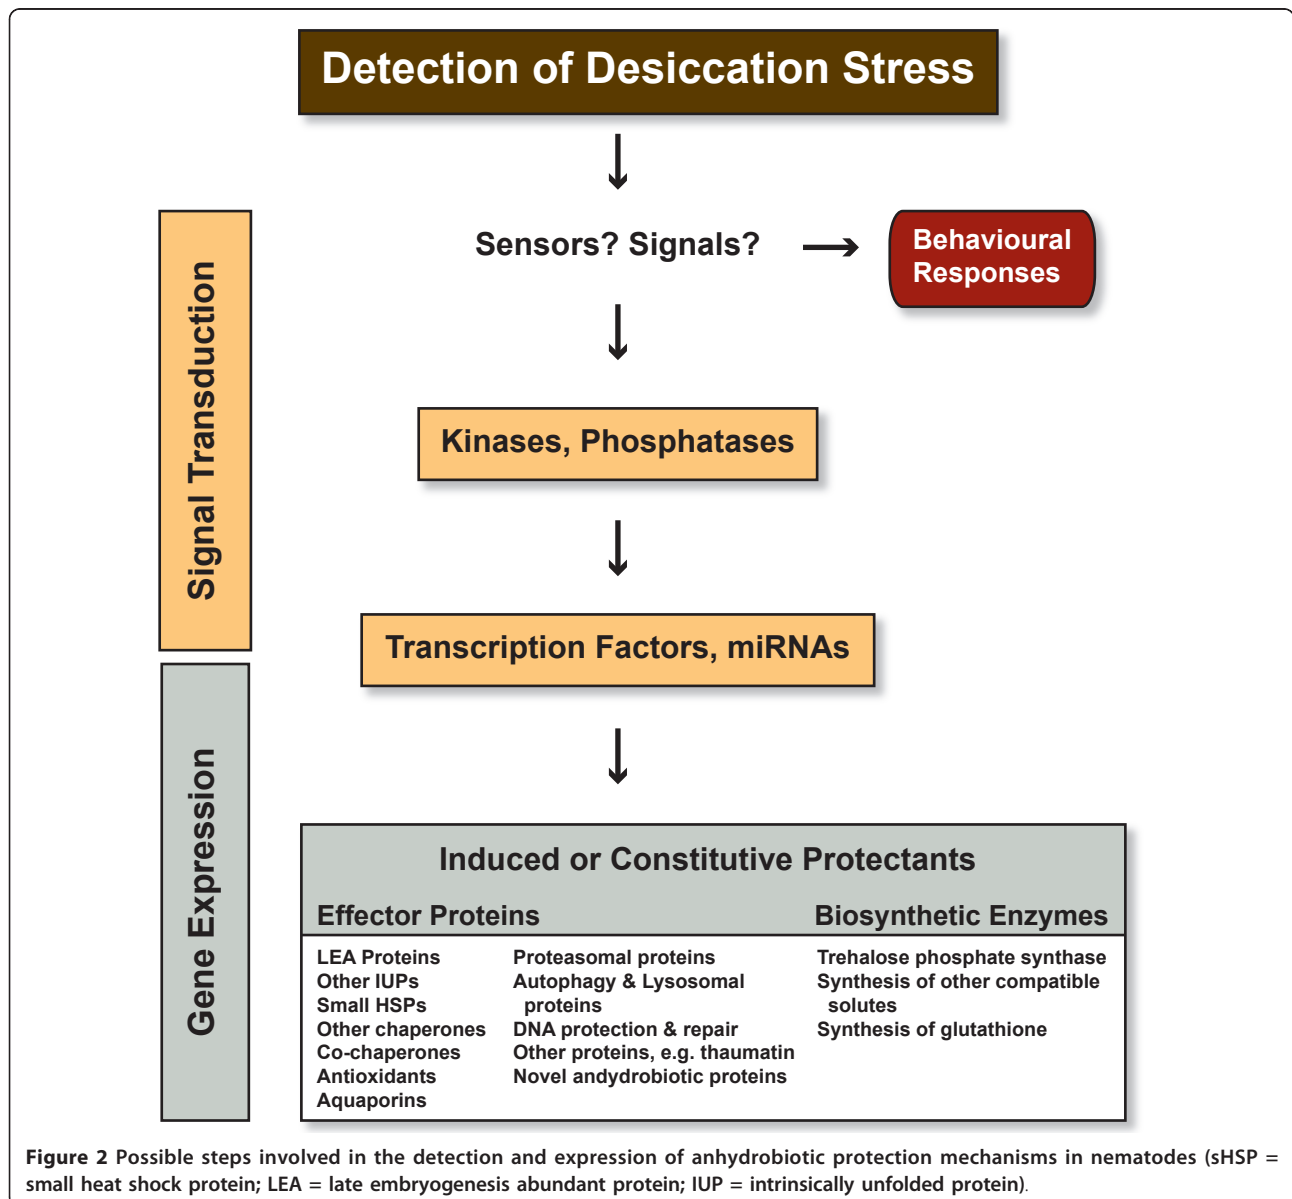 Detection of Desiccation Stress
Signal Transduction
Sensors? Signals?
Behavioural
Responses
Kinases, Phosphatases
Transcription Factors, miRNAs
Gene Expression
Induced or Constitutive Protectants
Effector Proteins
LEA Proteins
Other IUPs
Small HSPs
Other chaperones
Co-chaperones
Antioxidants
Aquaporins
Proteasomal proteins
Autophagy & Lysosomal
proteins
DNA protection & repair
Other proteins, e.g. thaumatin
Novel andydrobiotic proteins
Biosynthetic Enzymes
Trehalose phosphate synthase
Synthesis of other compatible
solutes
Synthesis of glutathione
Figure 2 Possible steps involved in the detection and expression of anhydrobiotic protection mechanisms in nematodes (sHSP =
small heat shock protein; LEA = late embryogenesis abundant protein; IUP = intrinsically unfolded protein).